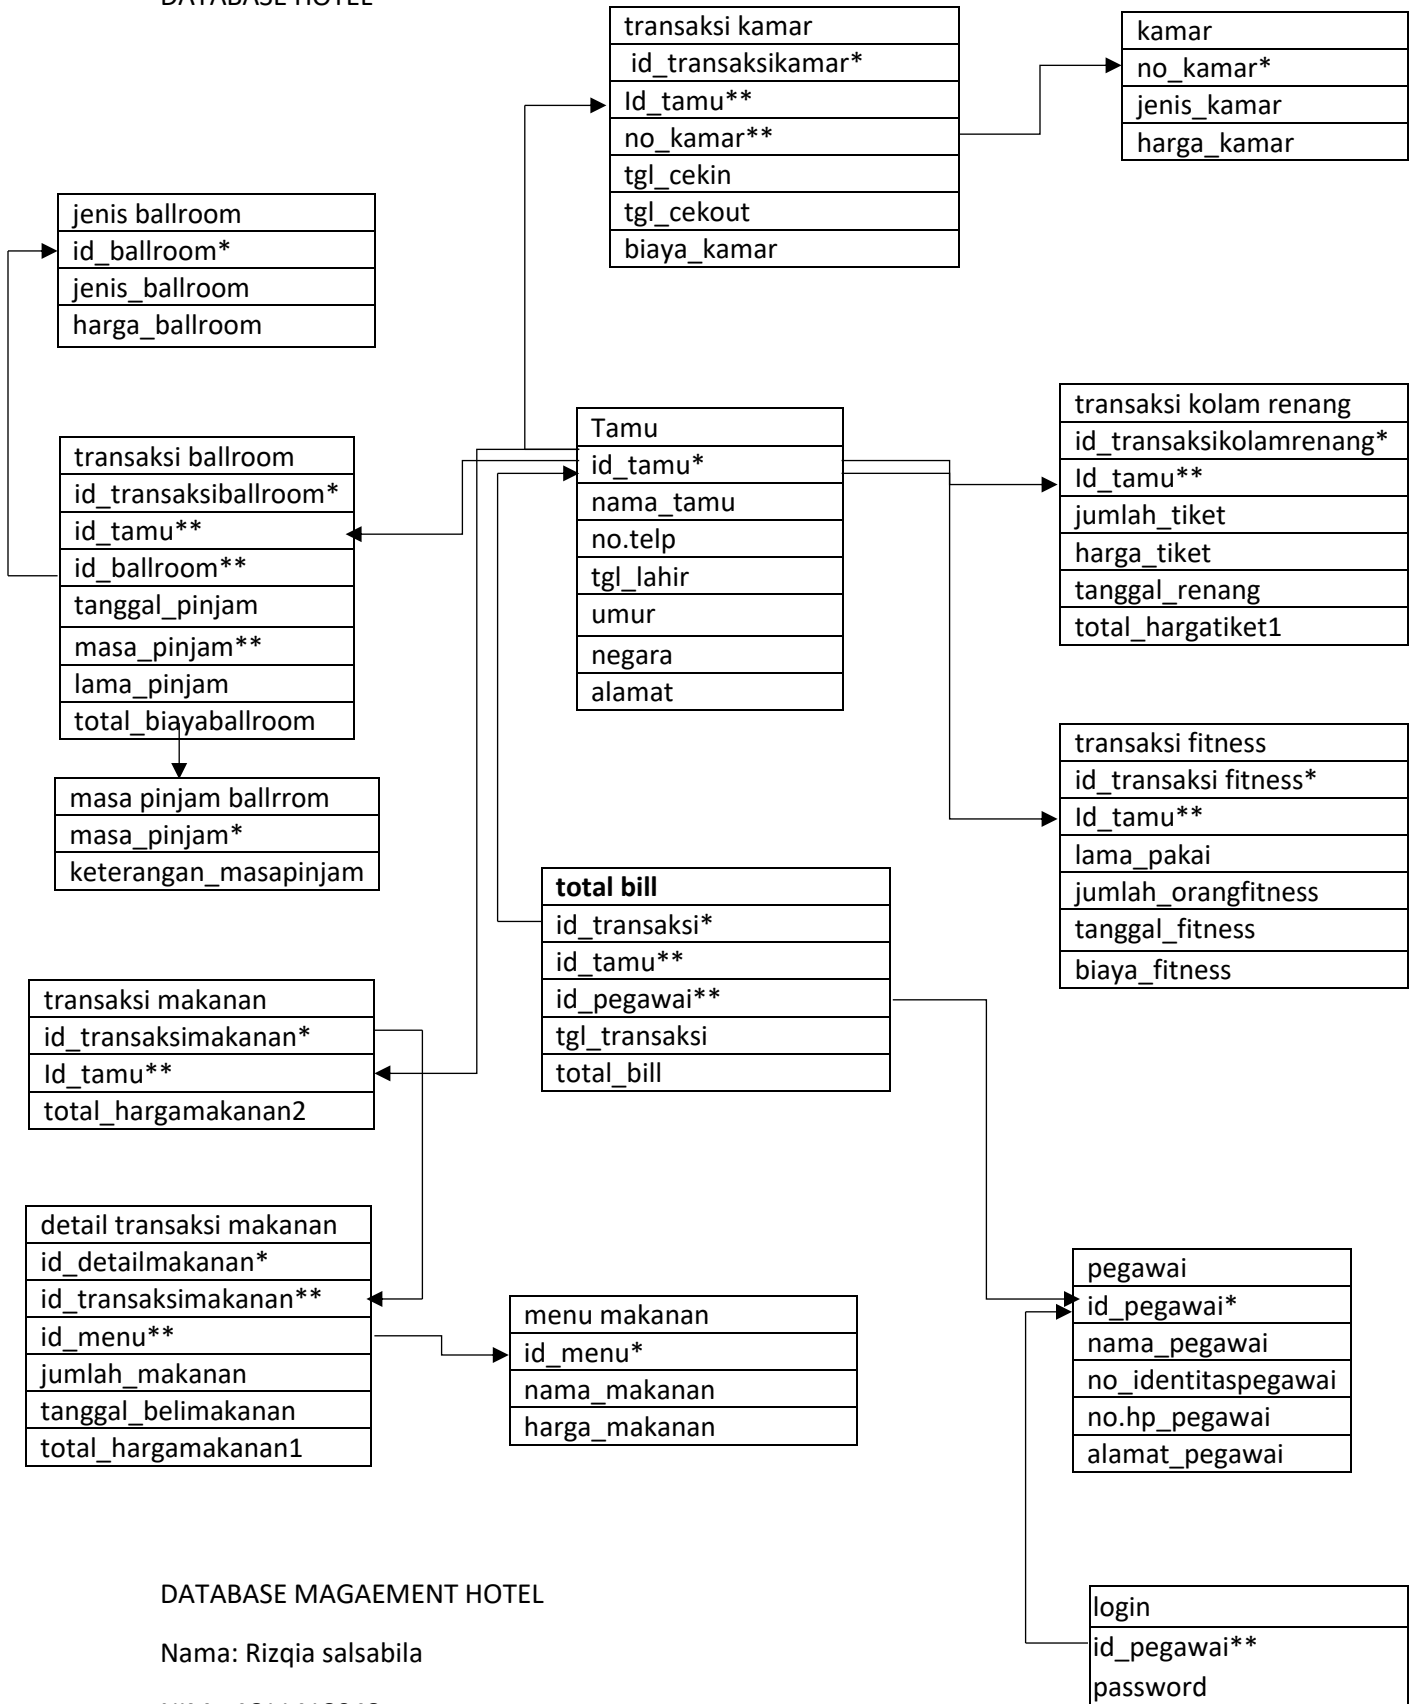 DATABASE HOTEL
transaksi kamar
id_transaksikamar*
Id_tamu**
no_kamar**
tgl_cekin
tgl_cekout
biaya_kamar
kamar
no_kamar*
jenis_kamar
harga_kamar
jenis ballroom
id_ballroom*
jenis_ballroom
harga_ballroom
transaksi ballroom
id_transaksiballroom*
id_tamu**
id_ballroom**
tanggal_pinjam
masa_pinjam**
lama_pinjam
total_biayaballroom
Tamu
id_tamu*
nama_tamu
no.telp
tgl_lahir
umur
negara
alamat
transaksi kolam renang
id_transaksikolamrenang*
Id_tamu**
jumlah_tiket
harga_tiket
tanggal_renang
total_hargatiket1
masa pinjam ballrrom
masa_pinjam*
keterangan_masapinjam
transaksi fitness
id_transaksi fitness*
Id_tamu**
lama_pakai
jumlah_orangfitness
tanggal_fitness
biaya_fitness
total bill
id_transaksi*
id_tamu**
id_pegawai**
tgl_transaksi
total_bill
transaksi makanan
id_transaksimakanan*
Id_tamu**
total_hargamakanan2
detail transaksi makanan
id_detailmakanan*
id_transaksimakanan**
id_menu**
jumlah_makanan
tanggal_belimakanan
total_hargamakanan1
menu makanan
id_menu*
nama_makanan
harga_makanan
pegawai
id_pegawai*
nama_pegawai
no_identitaspegawai
no.hp_pegawai
alamat_pegawai
login
id_pegawai**
password
DATABASE MAGAEMENT HOTEL
Nama: Rizqia salsabila